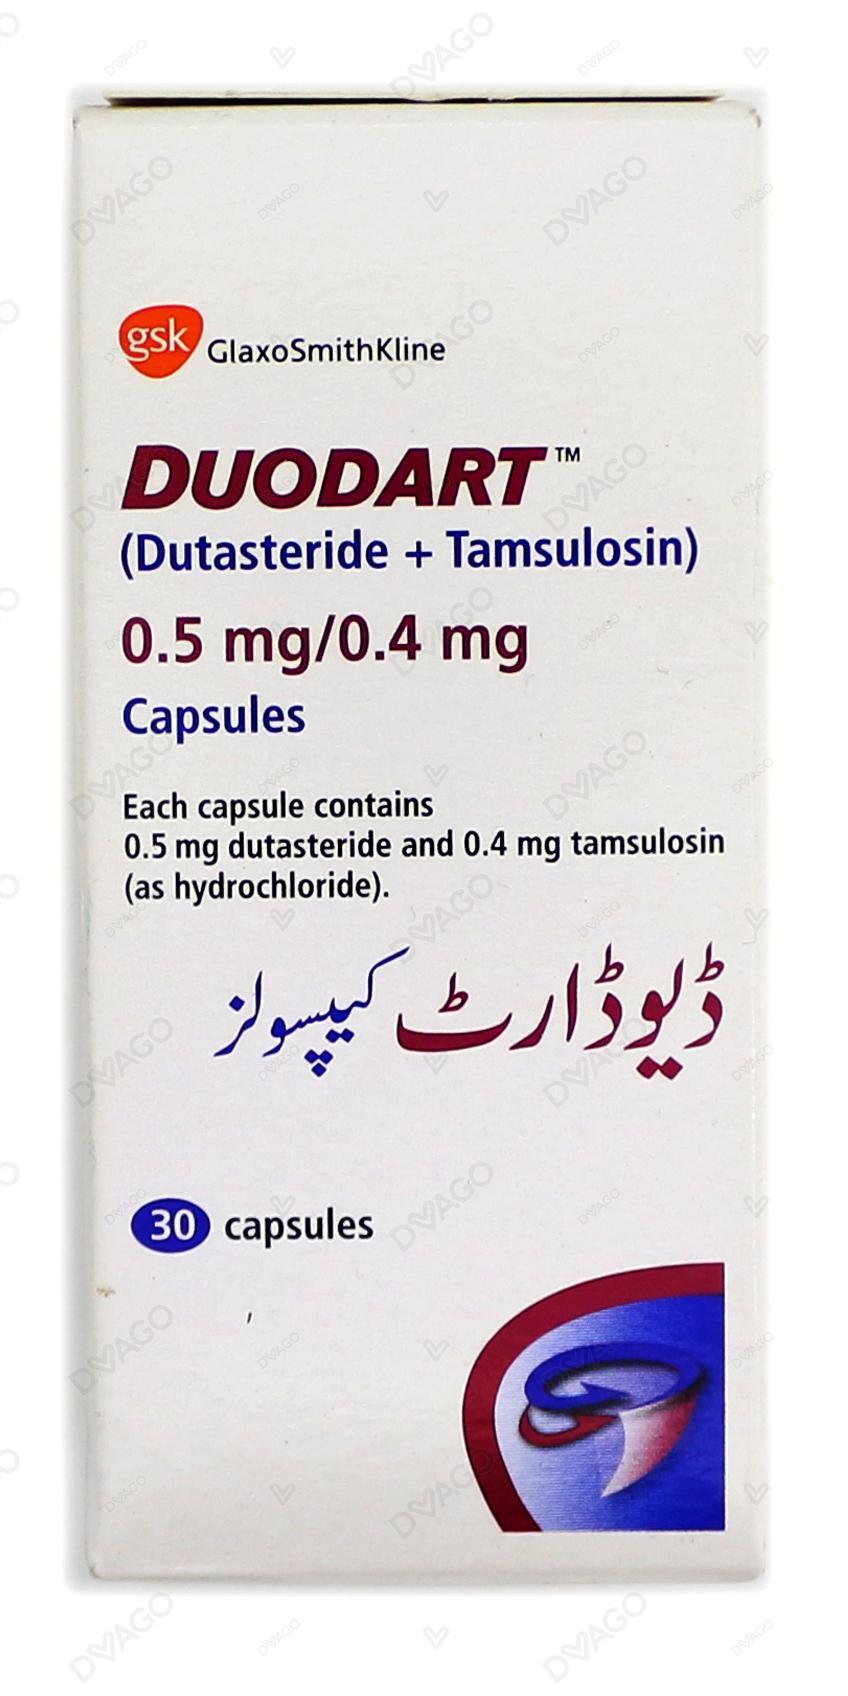 gsk GlaxoSmithKline
DUODART™
(Dutasteride + Tamsulosin)
0.5 mg/0.4 mg
Capsules
Each capsule contains
0.5 mg dutasteride and 0.4 mg tamsulosin
(as hydrochloride).
ڈیوڈارٹ کیپسولز
30 capsules
DVAGO